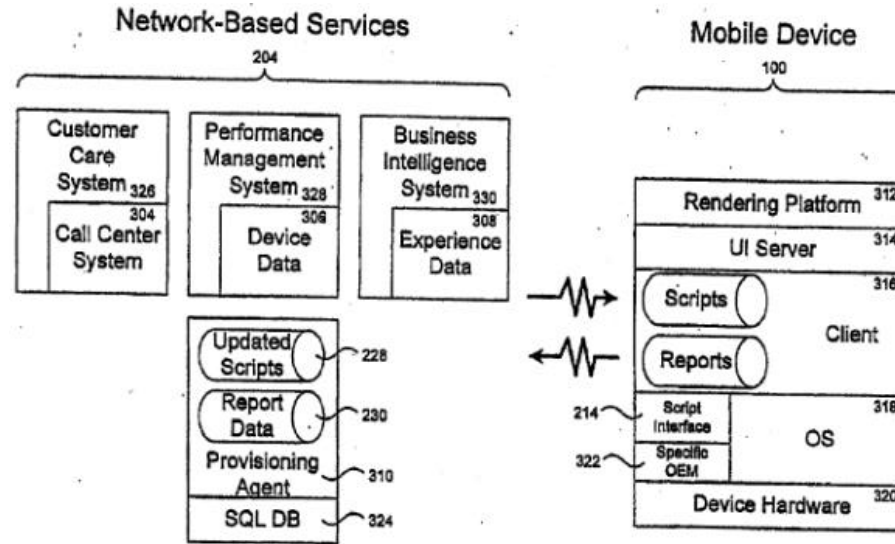 Network-Based Services
204
Customer
Care
System 326
304
Call Center
System
Performance
Management
System 328
306
Device
Data
Business
Intelligence
System 330
308
Experience
Data
Updated
Scripts
228
Report
Data
230
Provisioning
Agent
310
SQL DB
324
Mobile Device
100
312
Rendering Platform
314
UI Server
316
Scripts
Client
Reports
318
214
Script
Interface
OS
322
Specific
OEM
320
Device Hardware